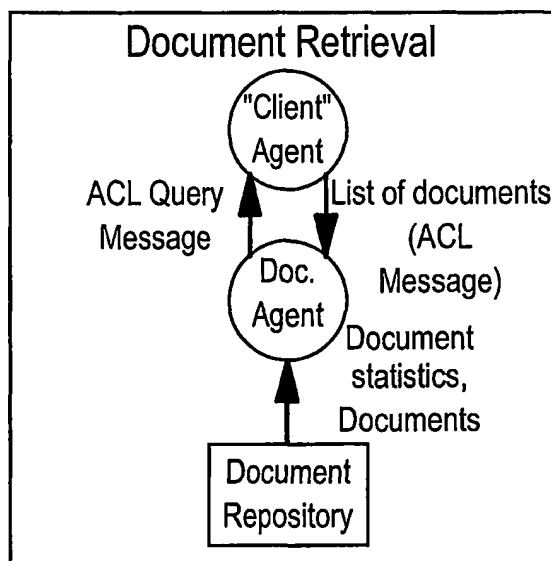 Document Retrieval
"Client"
Agent
ACL Query
Message
List of documents
(ACL
Message)
Doc.
Agent
Document
statistics,
Documents
Document
Repository